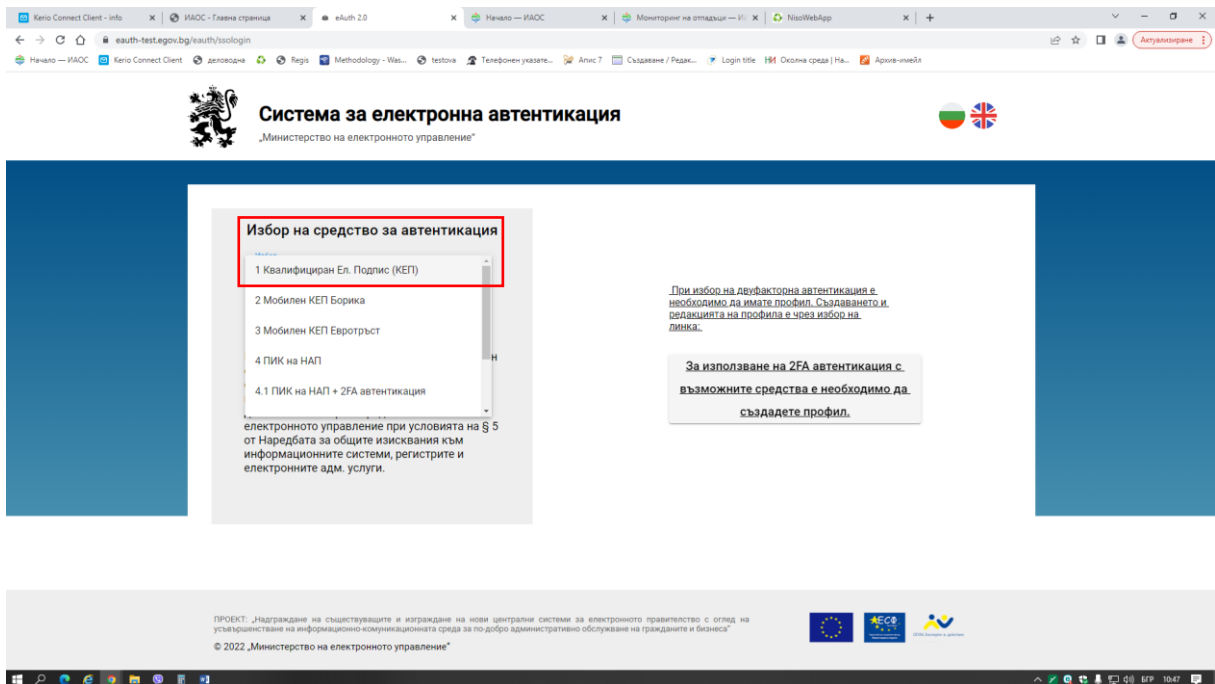 Kerio Connect Client - info
ИАОС - Главна страница
eAuth 2.0
Начало — ИАОС
Мониторинг на отпадъци — И
NisoWebApp
eauth-test.egov.bg/eauth/ssologin
Актуализиране
Начало — ИАОС
Kerio Connect Client
деловодна
Regis
Methodology - Was...
testova
Телефонен указате...
Апис 7
Създаване / Редак...
Login title
Околна среда | На...
Архив-имейл
Система за електронна автентикация
„Министерство на електронното управление"
Избор на средство за автентикация
1 Квалифициран Ел. Подпис (КЕП)
2 Мобилен КЕП Борика
3 Мобилен КЕП Евротръст
4 ПИК на НАП
4.1 ПИК на НАП + 2FA автентикация
електронното управление при условията на § 5
от Наредбата за общите изисквания към
информационните системи, регистрите и
електронните адм. услуги.
При избор на двуфакторна автентикация е
необходимо да имате профил. Създаването и
редакцията на профила е чрез избор на
линка:
За използване на 2FA автентикация с
възможните средства е необходимо да
създадете профил.
ПРОЕКТ: „Надграждане на съществуващите и изграждане на нови централни системи за електронното правителство с оглед на
усъвършенстване на информационно-комуникационната среда за по-добро административно обслужване на гражданите и бизнеса"
© 2022 „Министерство на електронното управление"
ЕСФ
БГР
10:47